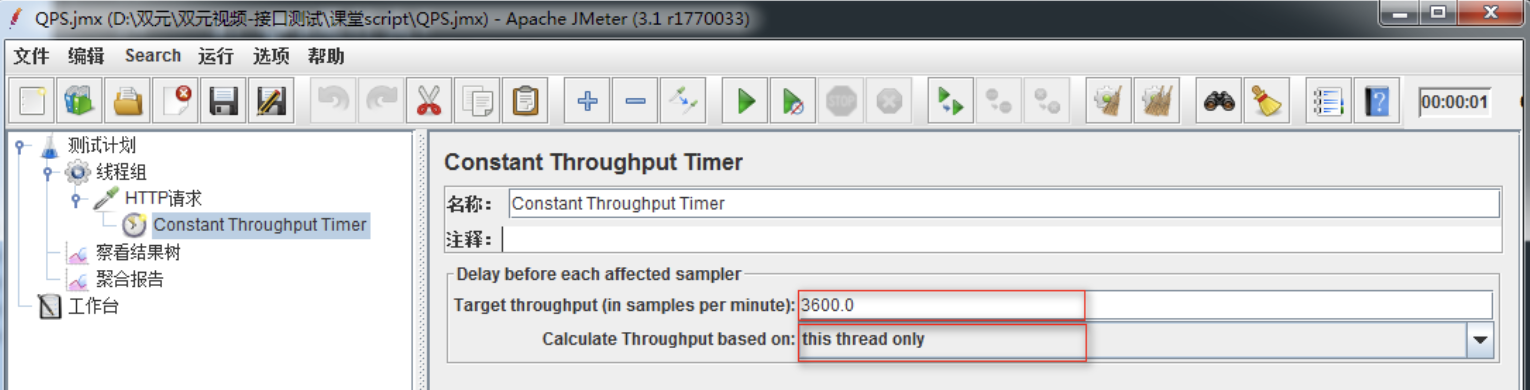 QPS.jmx (D:\双元\双元视频-接口测试\课堂script\QPS.jmx) - Apache JMeter (3.1 r1770033)
文件 编辑 Search 运行 选项 帮助
STOP
00:00:01
测试计划
线程组
HTTP请求
Constant Throughput Timer
察看结果树
聚合报告
工作台
Constant Throughput Timer
名称： Constant Throughput Timer
注释：
Delay before each affected sampler
Target throughput (in samples per minute): 3600.0
Calculate Throughput based on: this thread only